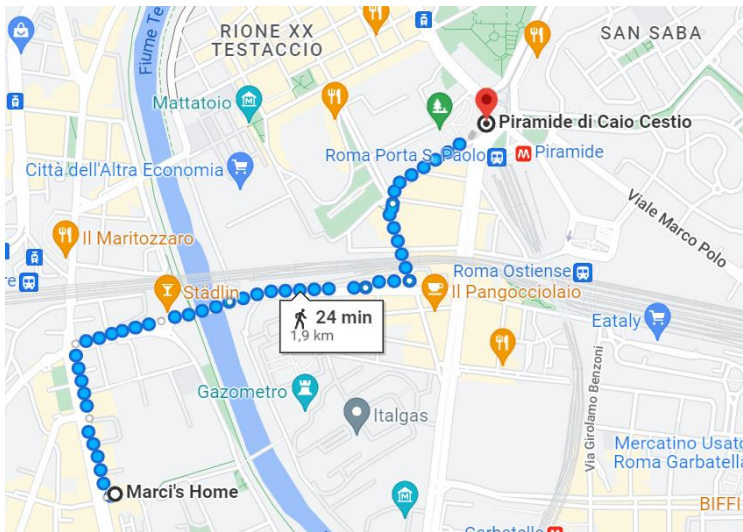 RIONE XX
TESTACCIO
SAN SABA
Fiume Te
Mattatoio
Piramide di Caio Cestio
Roma Porta S. Paolo
M Piramide
Città dell'Altra Economia
Viale Marco Polo
Il Maritozzaro
re
Städlin
Roma Ostiense
Il Pangocciolaio
24 min
1,9 km
Eataly
Gazometro
Italgas
Via Girolamo Benzoni
Mercatino Usato
Roma Garbatella
Marci's Home
BIFFI
Garbatella M